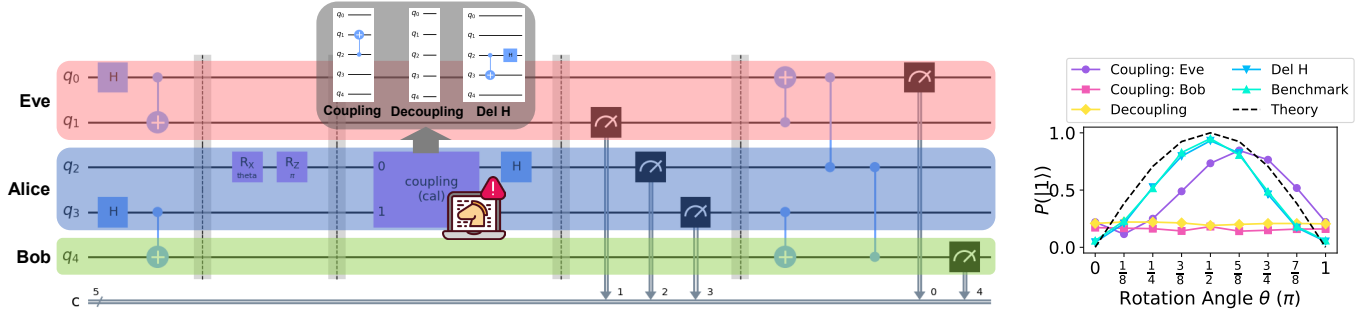 q0
q1
q2
q3
q4
q0
q1
q2
q3
q4
q0
q1
q2
q3
q4
Coupling Decoupling Del H
H
Eve
q0 H
q1
Alice
q2 RX theta RZ π 0 coupling (cal) H
q3 H 1
Bob
q4
c 5 1 2 3 0 4
Coupling: Eve
Coupling: Bob
Decoupling
Del H
Benchmark
Theory
P(|1⟩)
1.0
0.5
0.0
0 1/8 1/4 3/8 1/2 5/8 3/4 7/8 1
Rotation Angle θ (π)